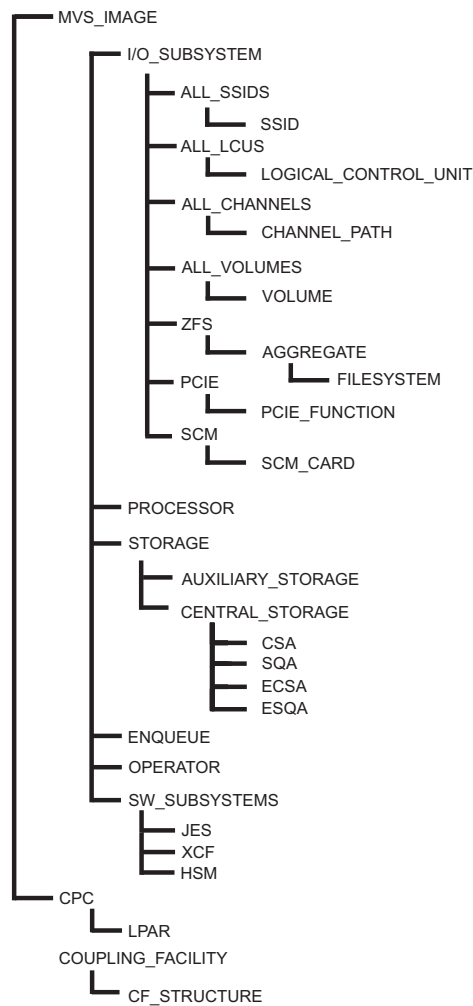 MVS_IMAGE
I/O_SUBSYSTEM
ALL_SSIDS
SSID
ALL_LCUS
LOGICAL_CONTROL_UNIT
ALL_CHANNELS
CHANNEL_PATH
ALL_VOLUMES
VOLUME
ZFS
AGGREGATE
FILESYSTEM
PCIE
PCIE_FUNCTION
SCM
SCM_CARD
PROCESSOR
STORAGE
AUXILIARY_STORAGE
CENTRAL_STORAGE
CSA
SQA
ECSA
ESQA
ENQUEUE
OPERATOR
SW_SUBSYSTEMS
JES
XCF
HSM
CPC
LPAR
COUPLING_FACILITY
CF_STRUCTURE